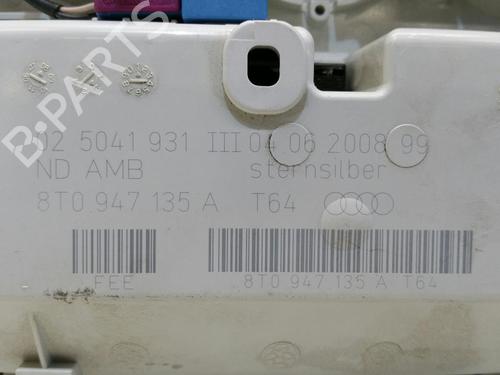 B-PARTS
02 5041 931 III 04 06 2008 99
ND AMB sternsilber
8T0 947 135 A T64
FEE 8T0 947 135 A T64